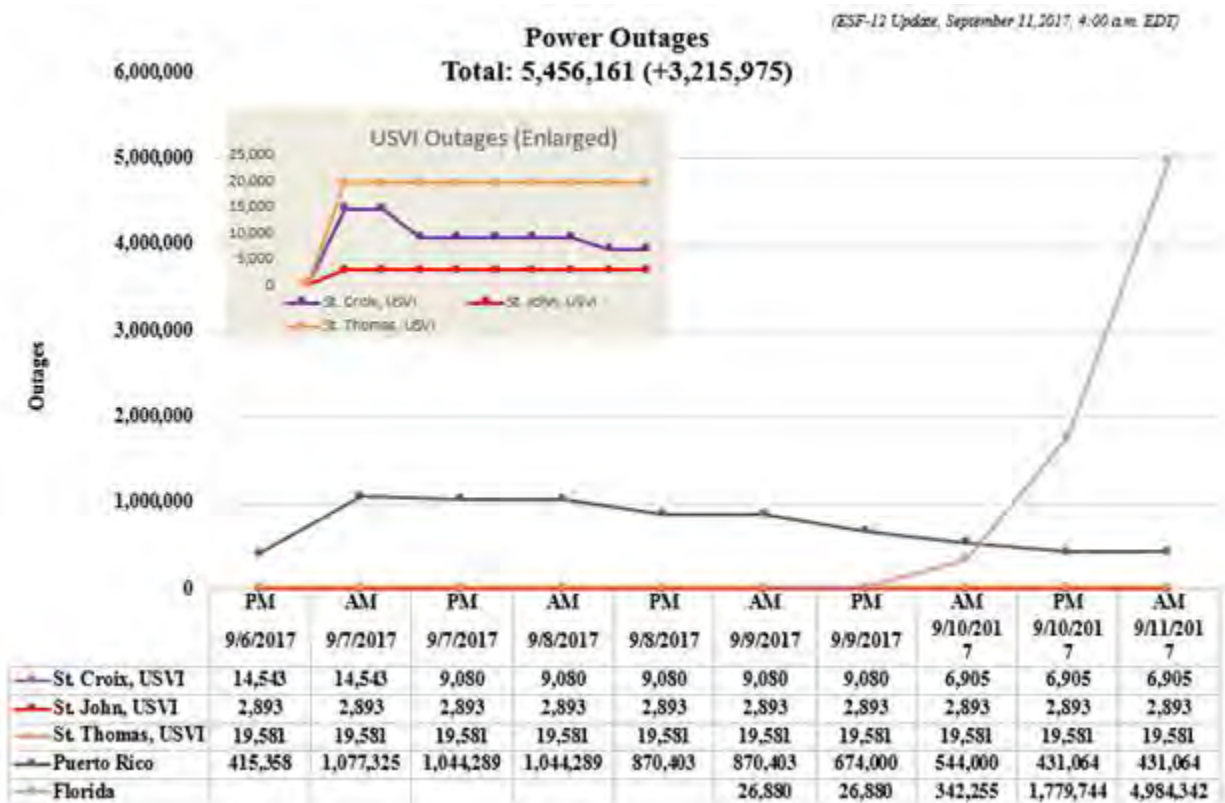 (ESF-12 Update, September 11, 2017, 4:00 a.m. EDT)
Power Outages
Total: 5,456,161 (+3,215,975)
6,000,000
5,000,000
4,000,000
3,000,000
2,000,000
1,000,000
0
Outages
USVI Outages (Enlarged)
25,000
20,000
15,000
10,000
5,000
0
St. Croix, USVI St. John, USVI
St. Thomas, USVI
PM AM PM AM PM AM PM AM PM AM
9/6/2017 9/7/2017 9/7/2017 9/8/2017 9/8/2017 9/9/2017 9/9/2017 9/10/201 9/10/201 9/11/201
7 7 7
St. Croix, USVI 14,543 14,543 9,080 9,080 9,080 9,080 9,080 6,905 6,905 6,905
St. John, USVI 2,893 2,893 2,893 2,893 2,893 2,893 2,893 2,893 2,893 2,893
St. Thomas, USVI 19,581 19,581 19,581 19,581 19,581 19,581 19,581 19,581 19,581 19,581
Puerto Rico 415,358 1,077,325 1,044,289 1,044,289 870,403 870,403 674,000 544,000 431,064 431,064
Florida 26,880 26,880 342,255 1,779,744 4,984,342